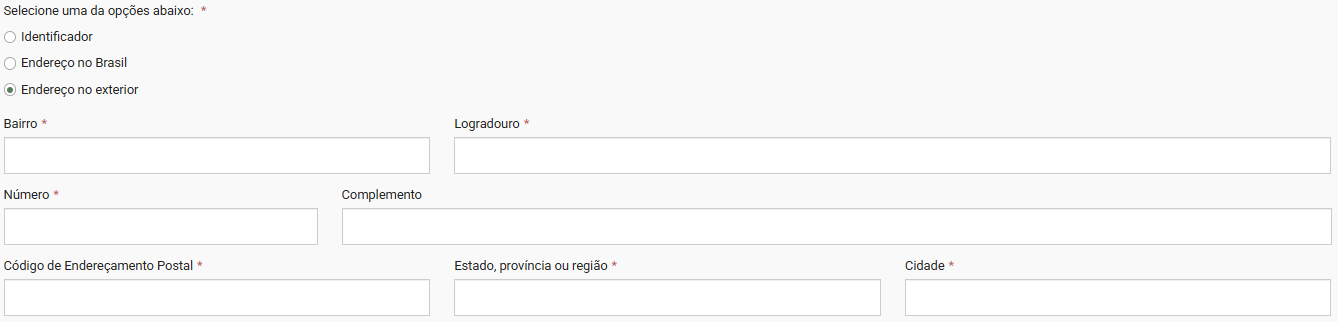 Selecione uma da opções abaixo: *
Identificador
Endereço no Brasil
Endereço no exterior
Bairro * Logradouro *
Número * Complemento
Código de Endereçamento Postal * Estado, província ou região * Cidade *